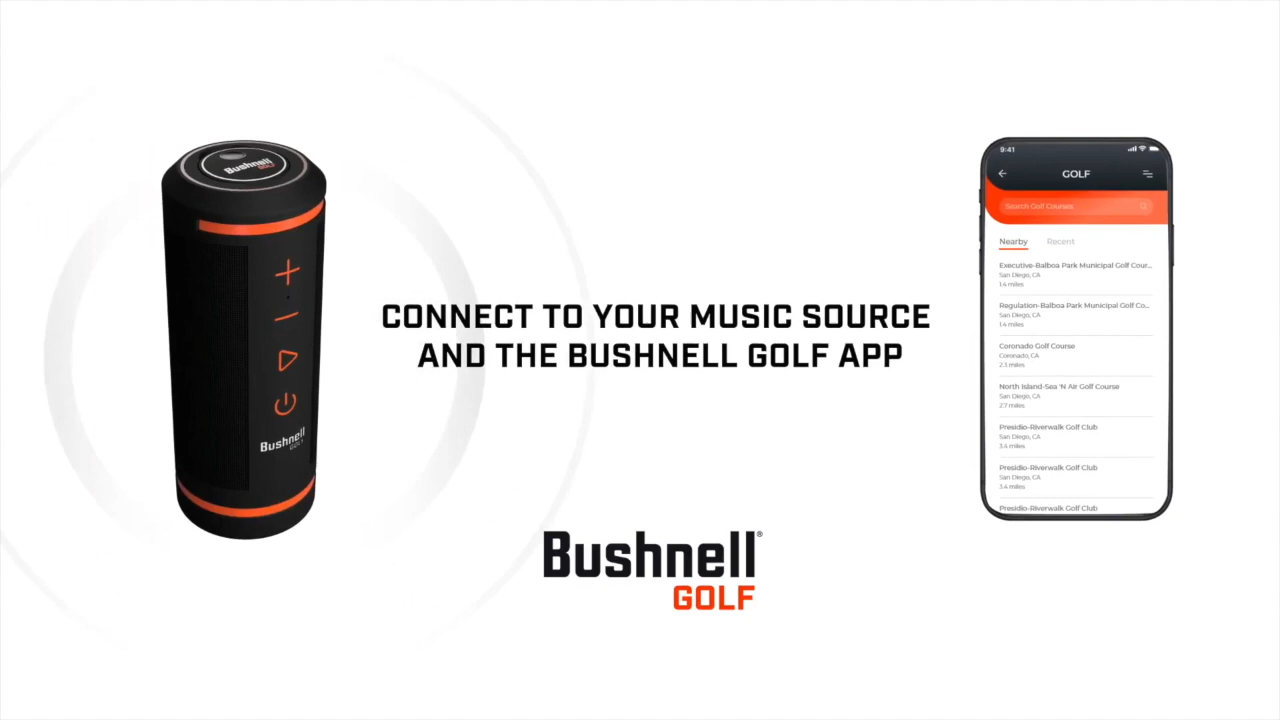 Bushnell
GOLF
Bushnell
GOLF
CONNECT TO YOUR MUSIC SOURCE
AND THE BUSHNELL GOLF APP
Bushnell®
GOLF
9:41
GOLF
Search Golf Courses
Nearby Recent
Executive-Balboa Park Municipal Golf Cour...
San Diego, CA
1.4 miles
Regulation-Balboa Park Municipal Golf Co...
San Diego, CA
1.4 miles
Coronado Golf Course
Coronado, CA
2.3 miles
North Island-Sea 'N Air Golf Course
San Diego, CA
2.7 miles
Presidio-Riverwalk Golf Club
San Diego, CA
3.4 miles
Presidio-Riverwalk Golf Club
San Diego, CA
3.4 miles
Presidio-Riverwalk Golf Club